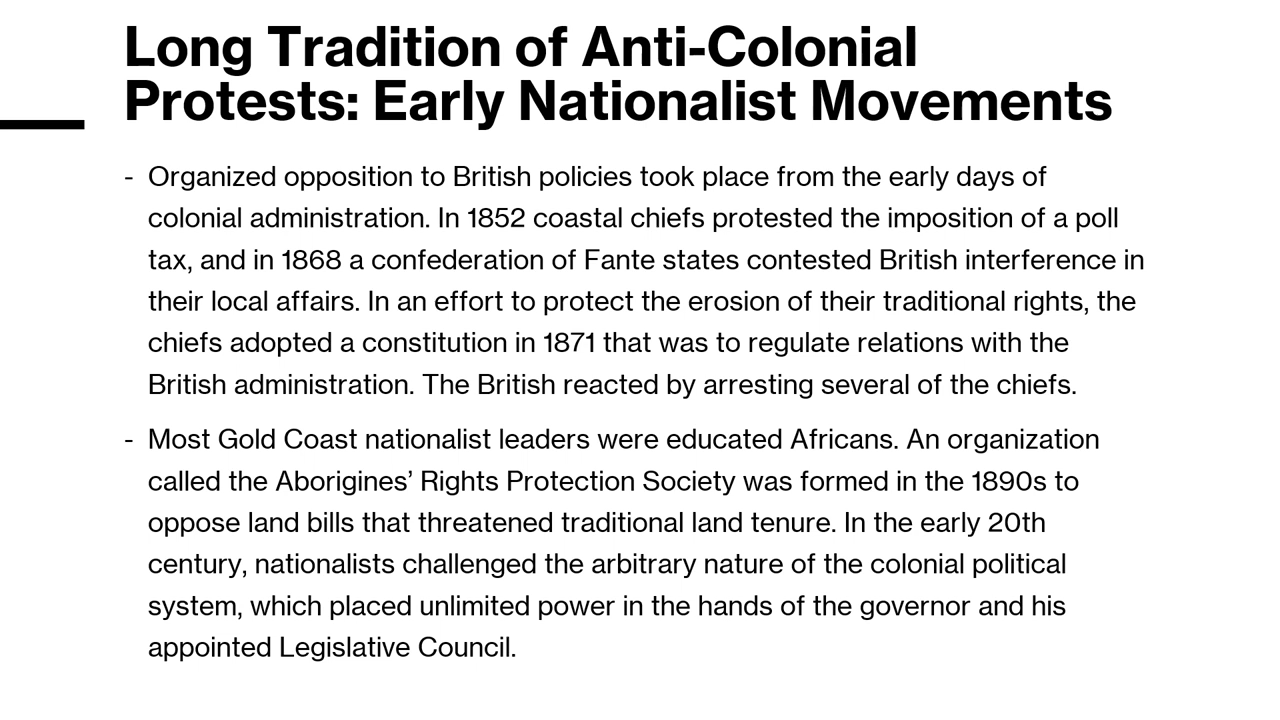 Long Tradition of Anti-Colonial
Protests: Early Nationalist Movements
- Organized opposition to British policies took place from the early days of
colonial administration. In 1852 coastal chiefs protested the imposition of a poll
tax, and in 1868 a confederation of Fante states contested British interference in
their local affairs. In an effort to protect the erosion of their traditional rights, the
chiefs adopted a constitution in 1871 that was to regulate relations with the
British administration. The British reacted by arresting several of the chiefs.
- Most Gold Coast nationalist leaders were educated Africans. An organization
called the Aborigines’ Rights Protection Society was formed in the 1890s to
oppose land bills that threatened traditional land tenure. In the early 20th
century, nationalists challenged the arbitrary nature of the colonial political
system, which placed unlimited power in the hands of the governor and his
appointed Legislative Council.